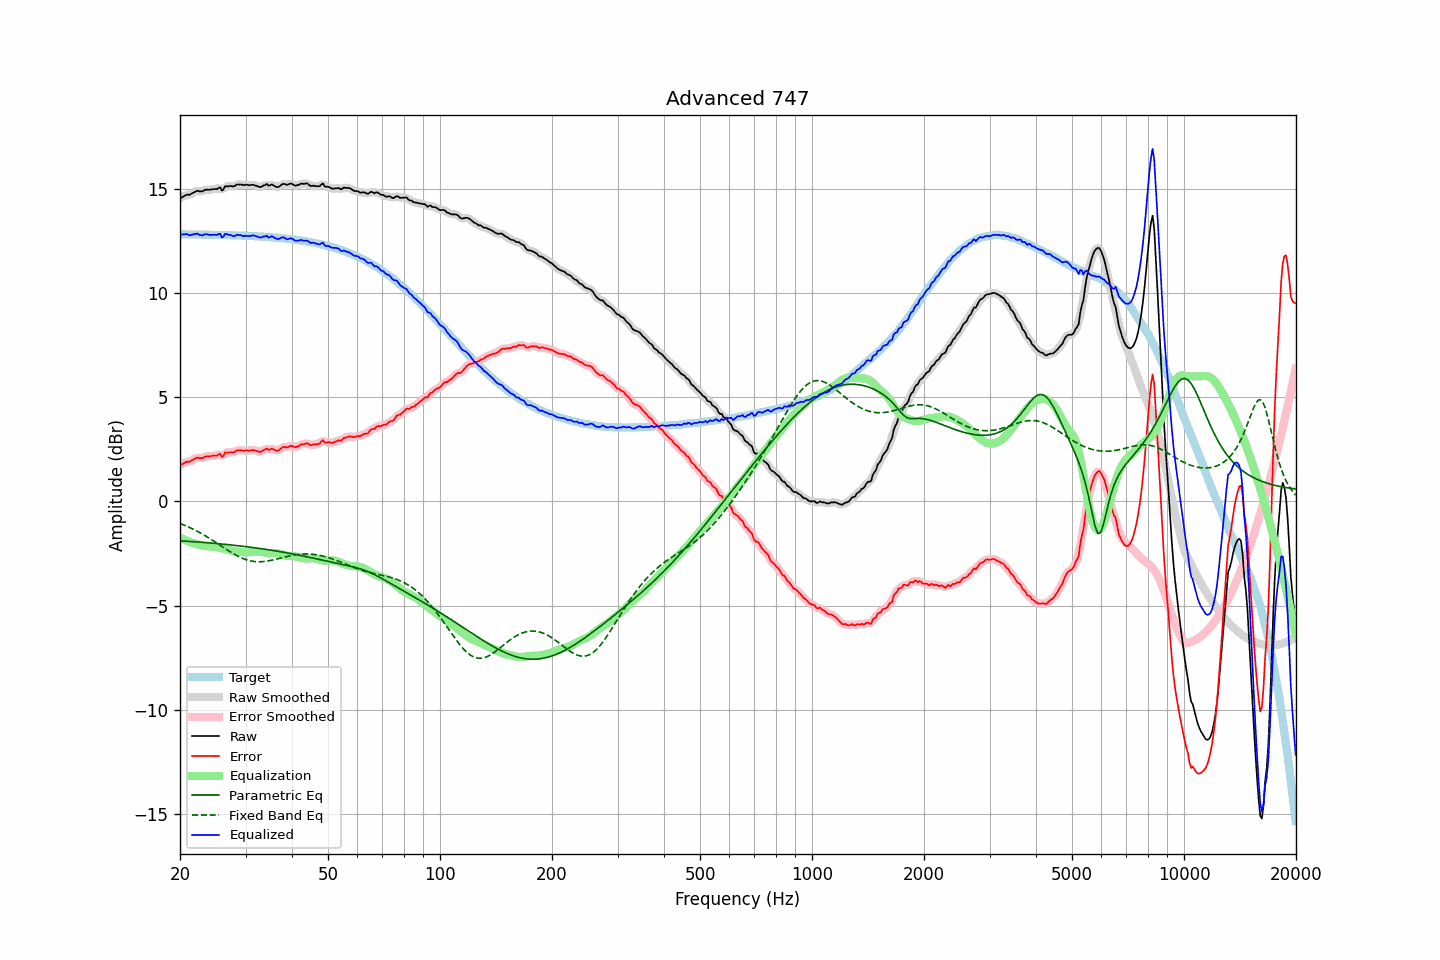 Advanced 747
Amplitude (dBr)
15
10
5
0
−5
−10
−15
Target
Raw Smoothed
Error Smoothed
Raw
Error
Equalization
Parametric Eq
Fixed Band Eq
Equalized
20 50 100 200 500 1000 2000 5000 10000 20000
Frequency (Hz)